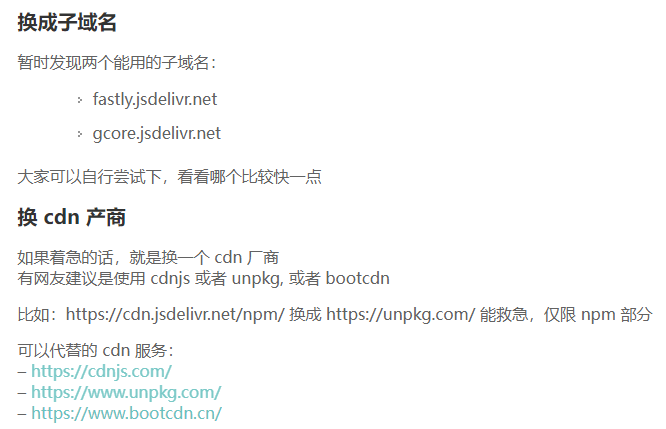 换成子域名
暂时发现两个能用的子域名：
fastly.jsdelivr.net
gcore.jsdelivr.net
大家可以自行尝试下，看看哪个比较快一点
换 cdn 产商
如果着急的话，就是换一个 cdn 厂商
有网友建议是使用 cdnjs 或者 unpkg, 或者 bootcdn
比如：https://cdn.jsdelivr.net/npm/ 换成 https://unpkg.com/ 能救急，仅限 npm 部分
可以代替的 cdn 服务：
– https://cdnjs.com/
– https://www.unpkg.com/
– https://www.bootcdn.cn/